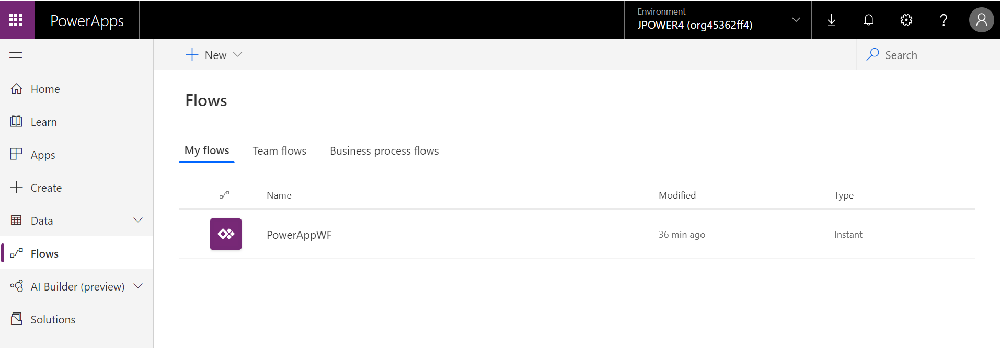 PowerApps
Environment
JPOWER4 (org45362ff4)
?
New
Search
Home
Learn
Apps
Create
Data
Flows
AI Builder (preview)
Solutions
Flows
My flows Team flows Business process flows
Name Modified Type
PowerAppWF 36 min ago Instant